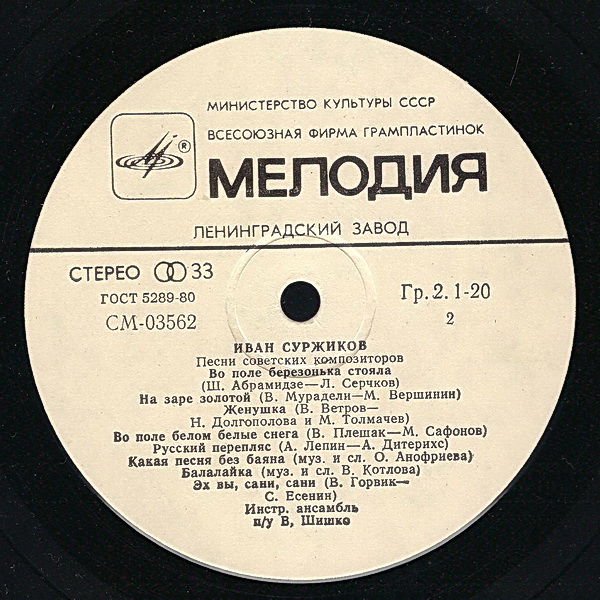 МИНИСТЕРСТВО КУЛЬТУРЫ СССР
ВСЕСОЮЗНАЯ ФИРМА ГРАМПЛАСТИНОК
®
МЕЛОДИЯ
ЛЕНИНГРАДСКИЙ ЗАВОД
СТЕРЕО 33
ГОСТ 5289-80
СМ-03562
Гр. 2. 1-20
2
ИВАН СУРЖИКОВ
Песни советских композиторов
Во поле березонька стояла
(Ш. Абрамидзе—Л. Серчков)
На заре золотой (В. Мурадели—М. Вершинин)
Женушка (В. Ветров—
Н. Долгополова и М. Толмачев)
Во поле белом белые снега (В. Плешак—М. Сафонов)
Русский перепляс (А. Лепин—А. Дитерихс)
Какая песня без баяна (муз. и сл. О. Анофриева)
Балалайка (муз. и сл. В. Котлова)
Эх вы, сани, сани (В. Горвик—
С. Есенин)
Инстр. ансамбль
п/у В, Шишко